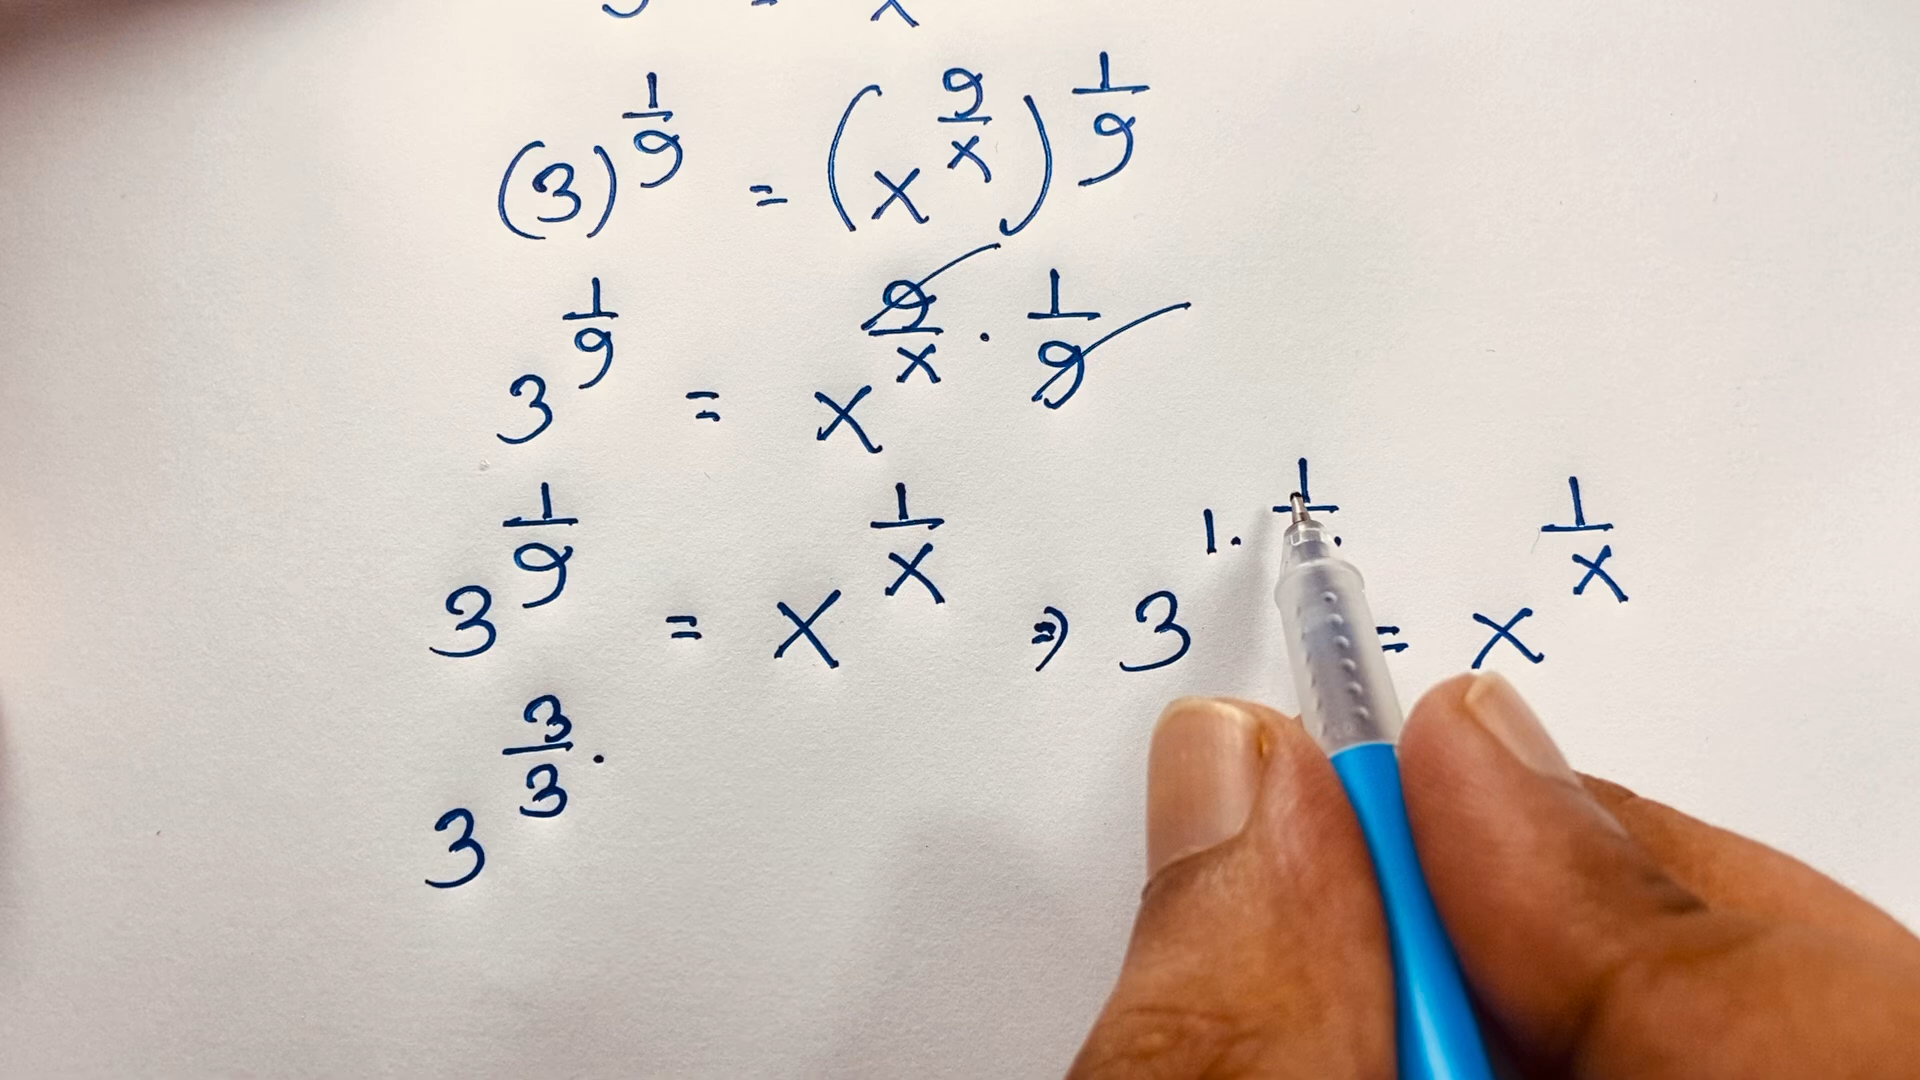 (3)^(1/9) = (x^(9/x))^(1/9)
3^(1/9) = x^(9/x · 1/9)
3^(1/9) = x^(1/x) ⇒ 3^(1 · 1/ ·) = x^(1/x)
3^(3/3 ·)